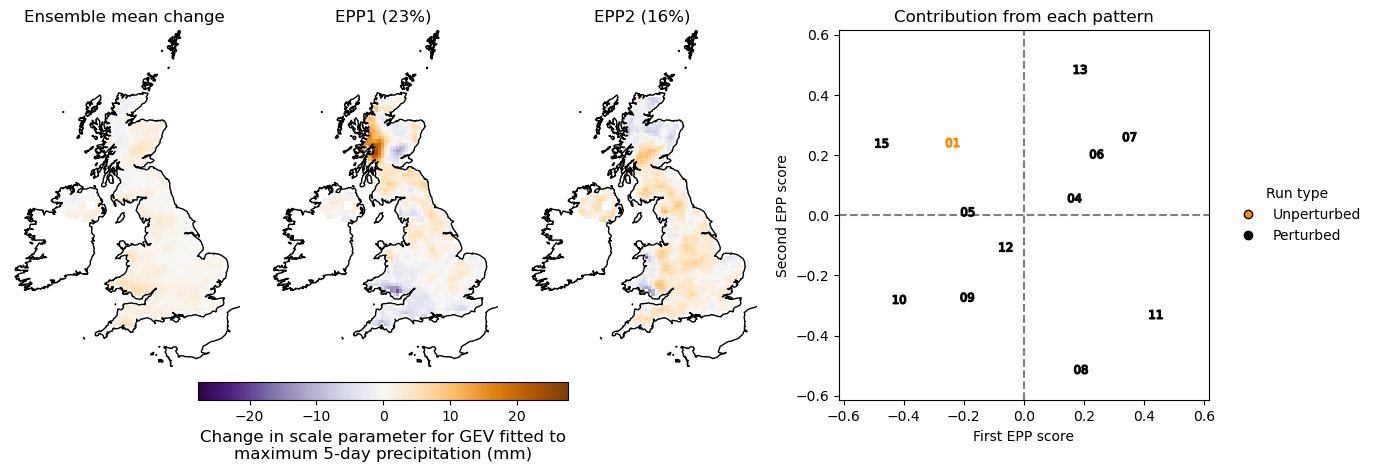 Ensemble mean change
EPP1 (23%)
EPP2 (16%)
−20 −10 0 10 20
Change in scale parameter for GEV fitted to
maximum 5-day precipitation (mm)
Contribution from each pattern
Second EPP score
0.6
0.4
0.2
0.0
−0.2
−0.4
−0.6
13
07
15
01
06
04
05
12
10
09
11
08
−0.6 −0.4 −0.2 0.0 0.2 0.4 0.6
First EPP score
Run type
Unperturbed
Perturbed